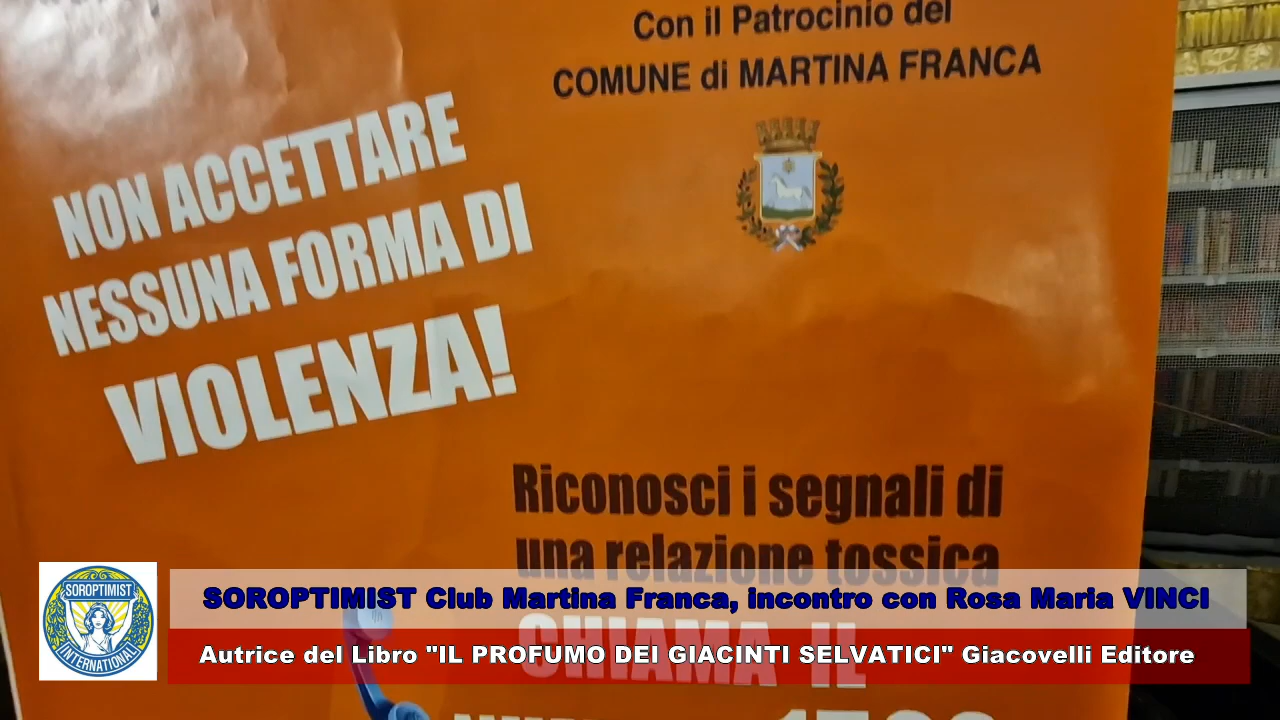 Con il Patrocinio del
COMUNE di MARTINA FRANCA
NON ACCETTARE
NESSUNA FORMA DI
VIOLENZA!
Riconosci i segnali di
una relazione tossica
CHIAMA IL
SOROPTIMIST
INTERNATIONAL
SOROPTIMIST Club Martina Franca, incontro con Rosa Maria VINCI
Autrice del Libro "IL PROFUMO DEI GIACINTI SELVATICI" Giacovelli Editore